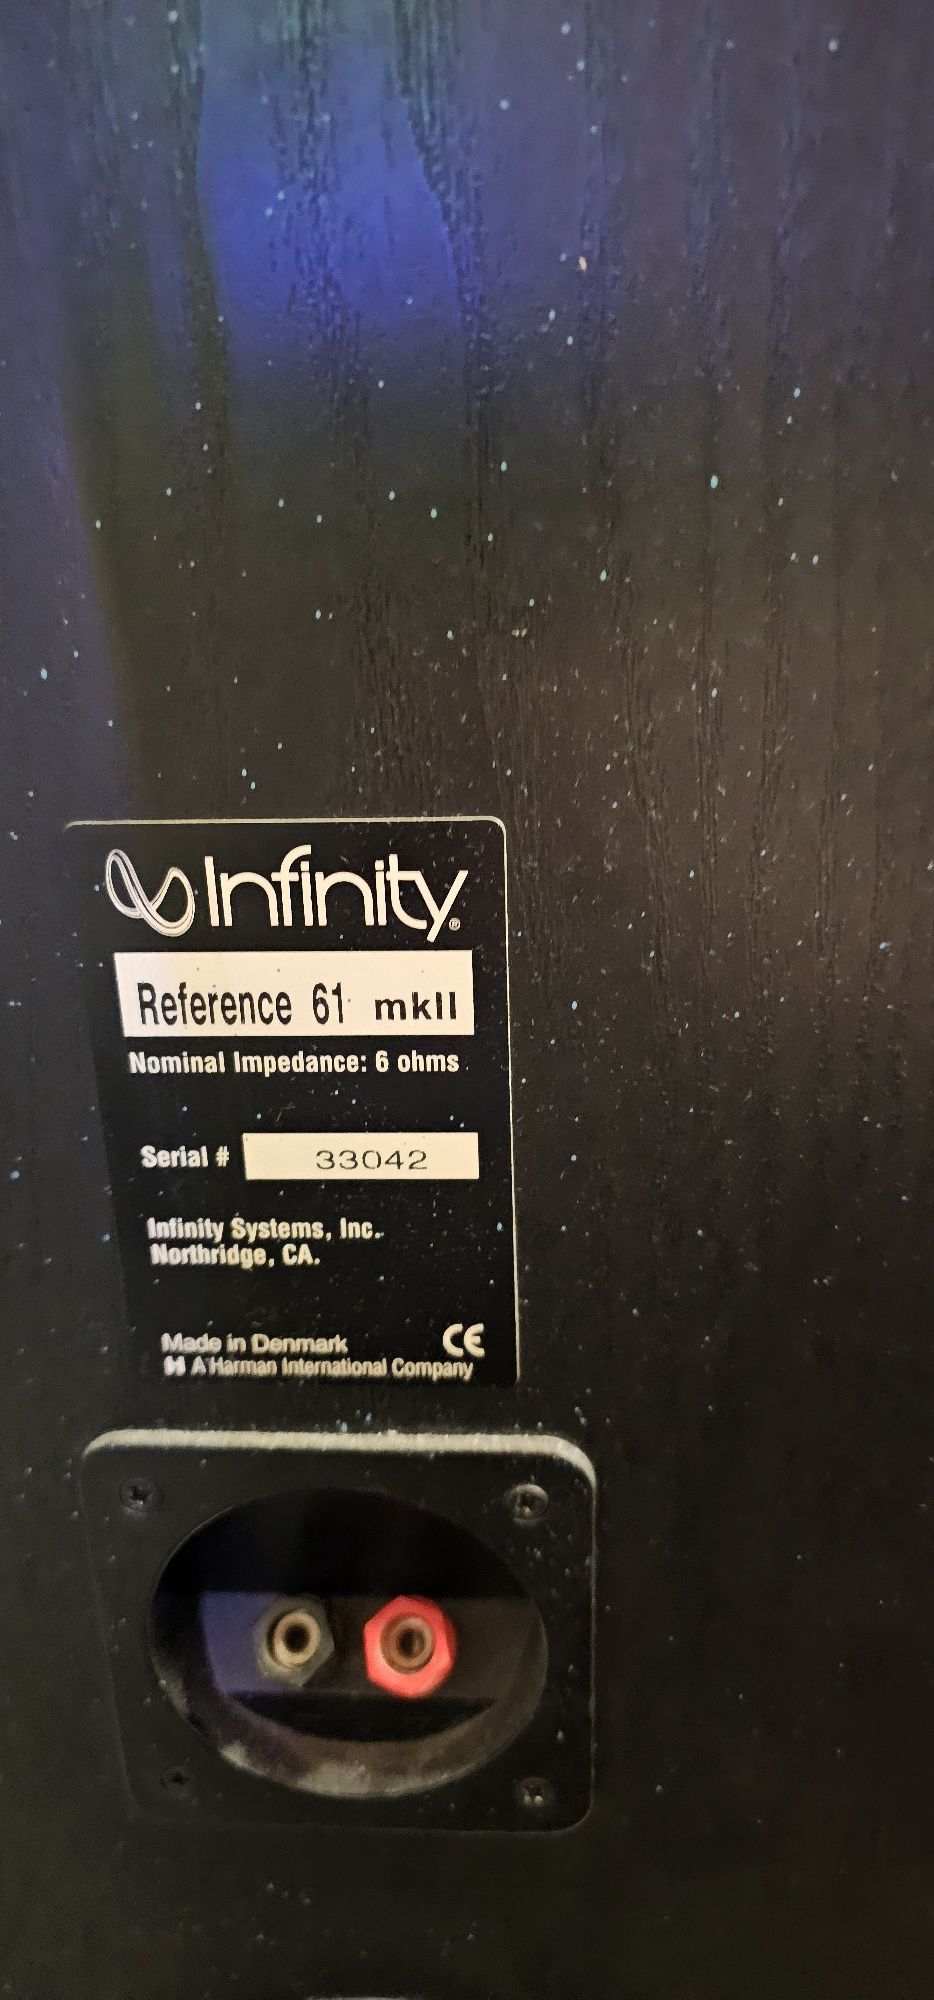 Infinity®
Reference 61 mkII
Nominal Impedance: 6 ohms
Serial # 33042
Infinity Systems, Inc.
Northridge, CA.
Made in Denmark CE
A Harman International Company